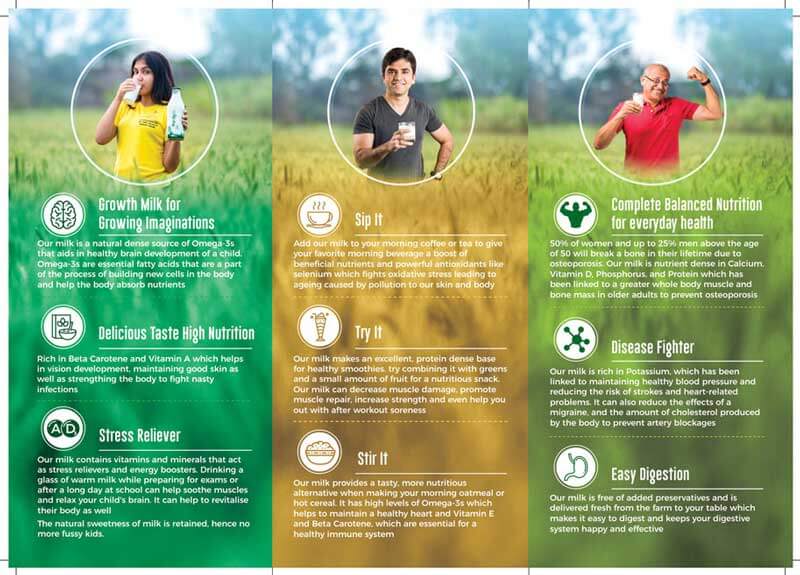 Growth Milk for
Growing Imaginations
Our milk is a natural dense source of Omega-3s
that aids in healthy brain development of a child.
Omega-3s are essential fatty acids that are a part
of the process of building new cells in the body
and help the body absorb nutrients
Delicious Taste High Nutrition
Rich in Beta Carotene and Vitamin A which helps
in vision development, maintaining good skin as
well as strengthing the body to fight nasty
infections
A D
Stress Reliever
Our milk contains vitamins and minerals that act
as stress relievers and energy boosters. Drinking a
glass of warm milk while preparing for exams or
after a long day at school can help soothe muscles
and relax your child's brain. It can help to revitalise
their body as well
The natural sweetness of milk is retained, hence no
more fussy kids.
Sip It
Add our milk to your morning coffee or tea to give
your favorite morning beverage a boost of
beneficial nutrients and powerful antioxidants like
selenium which fights oxidative stress leading to
ageing caused by pollution to our skin and body
Try It
Our milk makes an excellent, protein dense base
for healthy smoothies. try combining it with greens
and a small amount of fruit for a nutritious snack.
Our milk can decrease muscle damage, promote
muscle repair, increase strength and even help you
out with after workout soreness
Stir It
Our milk provides a tasty, more nutritious
alternative when making your morning oatmeal or
hot cereal. It has high levels of Omega-3s which
helps to maintain a healthy heart and Vitamin E
and Beta Carotene, which are essential for a
healthy immune system
Complete Balanced Nutrition
for everyday health
50% of women and up to 25% men above the age
of 50 will break a bone in their lifetime due to
osteoporosis. Our milk is nutrient dense in Calcium,
Vitamin D, Phosphorus, and Protein which has
been linked to a greater whole body muscle and
bone mass in older adults to prevent osteoporosis
Disease Fighter
Our milk is rich in Potassium, which has been
linked to maintaining healthy blood pressure and
reducing the risk of strokes and heart-related
problems. It can also reduce the effects of a
migraine, and the amount of cholesterol produced
by the body to prevent artery blockages
Easy Digestion
Our milk is free of added preservatives and is
delivered fresh from the farm to your table which
makes it easy to digest and keeps your digestive
system happy and effective